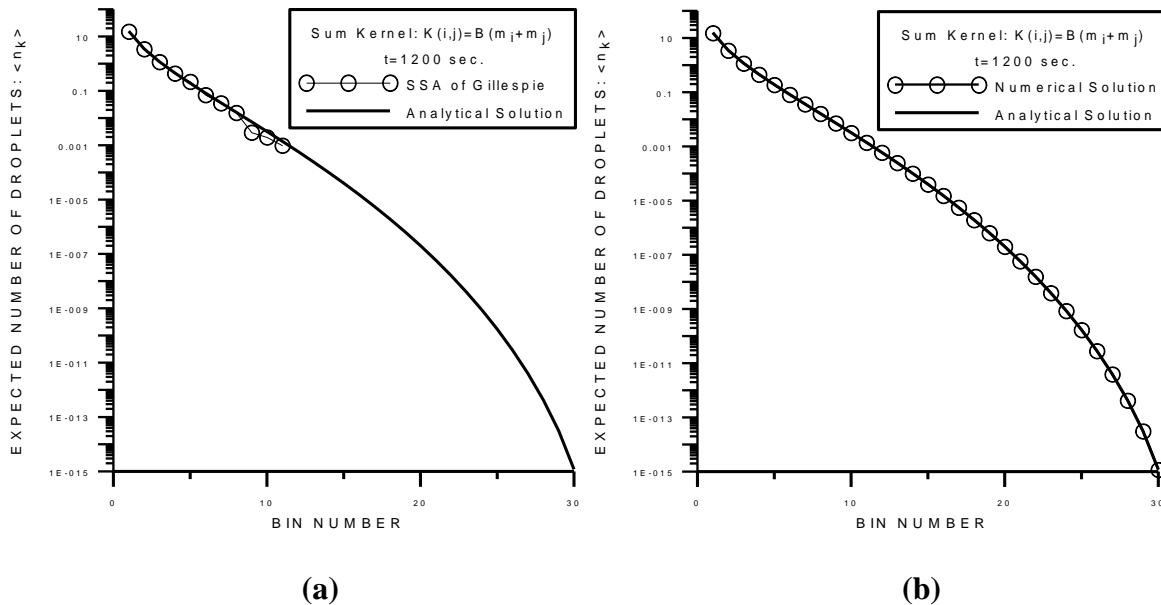 EXPECTED NUMBER OF DROPLETS: <n_k>
10
0.1
0.001
1E-005
1E-007
1E-009
1E-011
1E-013
1E-015
0
10
20
30
BIN NUMBER
Sum Kernel: K(i,j)=B(m_i+m_j)
t=1200 sec.
SSA of Gillespie
Analytical Solution
(a)
EXPECTED NUMBER OF DROPLETS: <n_k>
10
0.1
0.001
1E-005
1E-007
1E-009
1E-011
1E-013
1E-015
0
10
20
30
BIN NUMBER
Sum Kernel: K(i,j)=B(m_i+m_j)
t=1200 sec.
Numerical Solution
Analytical Solution
(b)